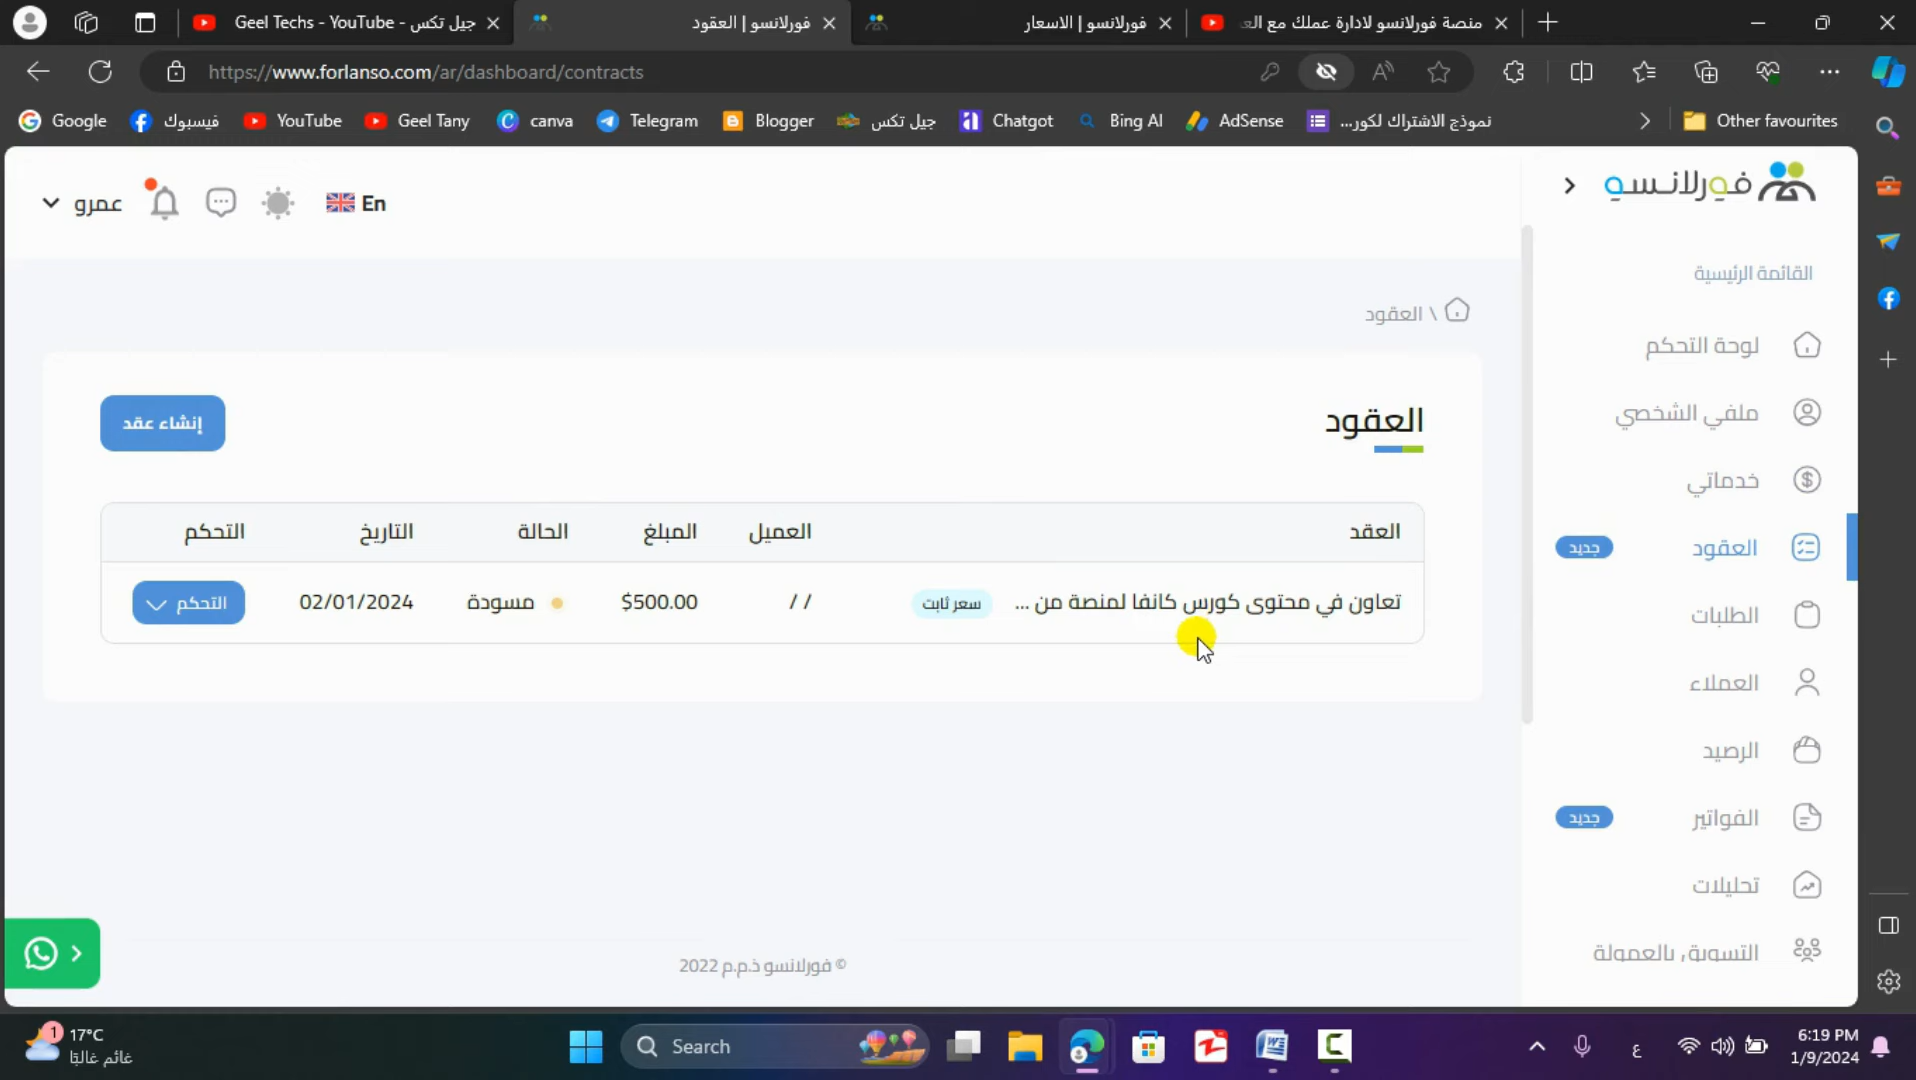 Geel Techs - YouTube - جيل تكس
فورلانسو | العقود
فورلانسو | الاسعار
منصة فورلانسو لادارة عملك مع الع
https://www.forlanso.com/ar/dashboard/contracts
Google
فيسبوك
YouTube
Geel Tany
canva
Telegram
Blogger
جيل تكس
Chatgot
Bing AI
AdSense
نموذج الاشتراك لكور...
Other favourites
فورلانسو
En
عمرو
القائمة الرئيسية
لوحة التحكم
ملفي الشخصي
خدماتي
العقود
جديد
الطلبات
العملاء
الرصيد
الفواتير
جديد
تحليلات
التسويق بالعمولة
\ العقود
العقود
إنشاء عقد
العقد العميل المبلغ الحالة التاريخ التحكم
تعاون في محتوى كورس كانفا لمنصة من ... سعر ثابت / / $500.00 مسودة 02/01/2024 التحكم
© فورلانسو ذ.م.م 2022
1
17°C
غائم غالبًا
Search
ع
6:19 PM
1/9/2024